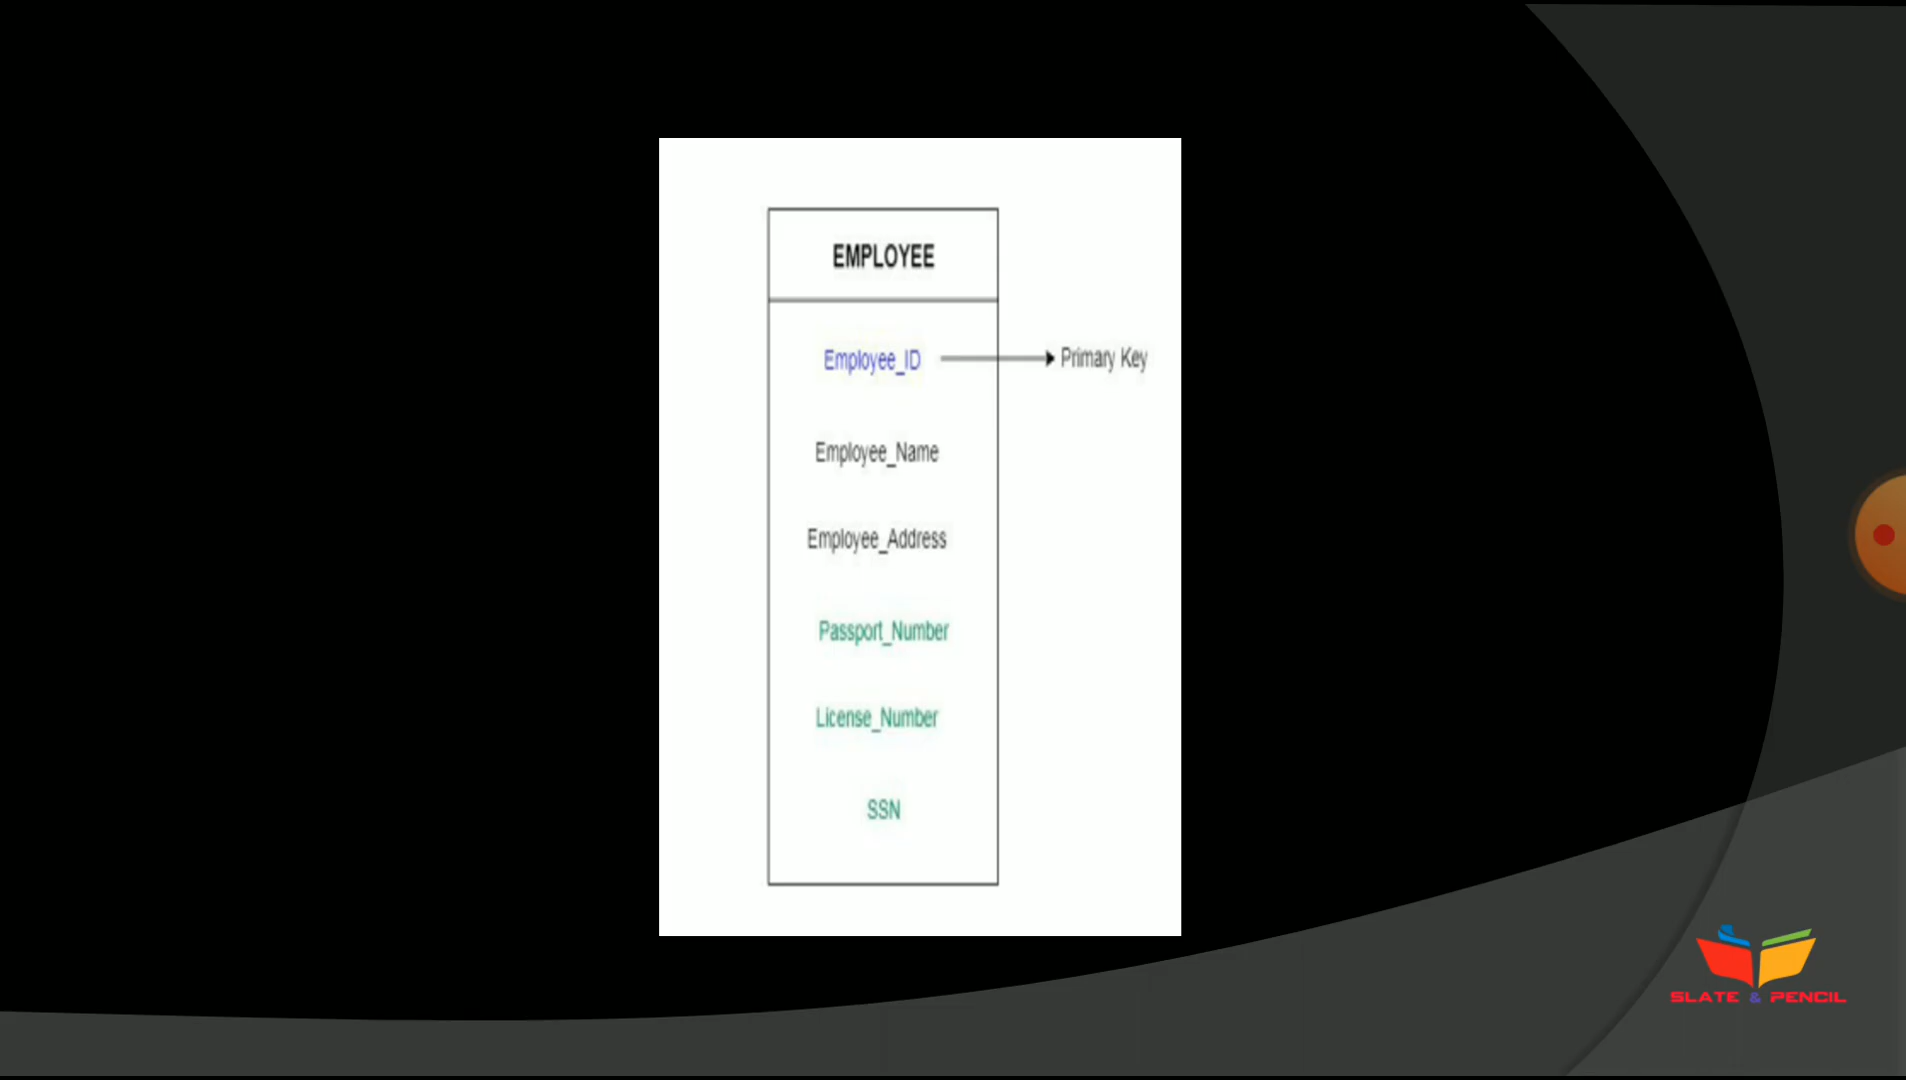 EMPLOYEE
Employee_ID Primary Key
Employee_Name
Employee_Address
Passport_Number
License_Number
SSN
SLATE & PENCIL